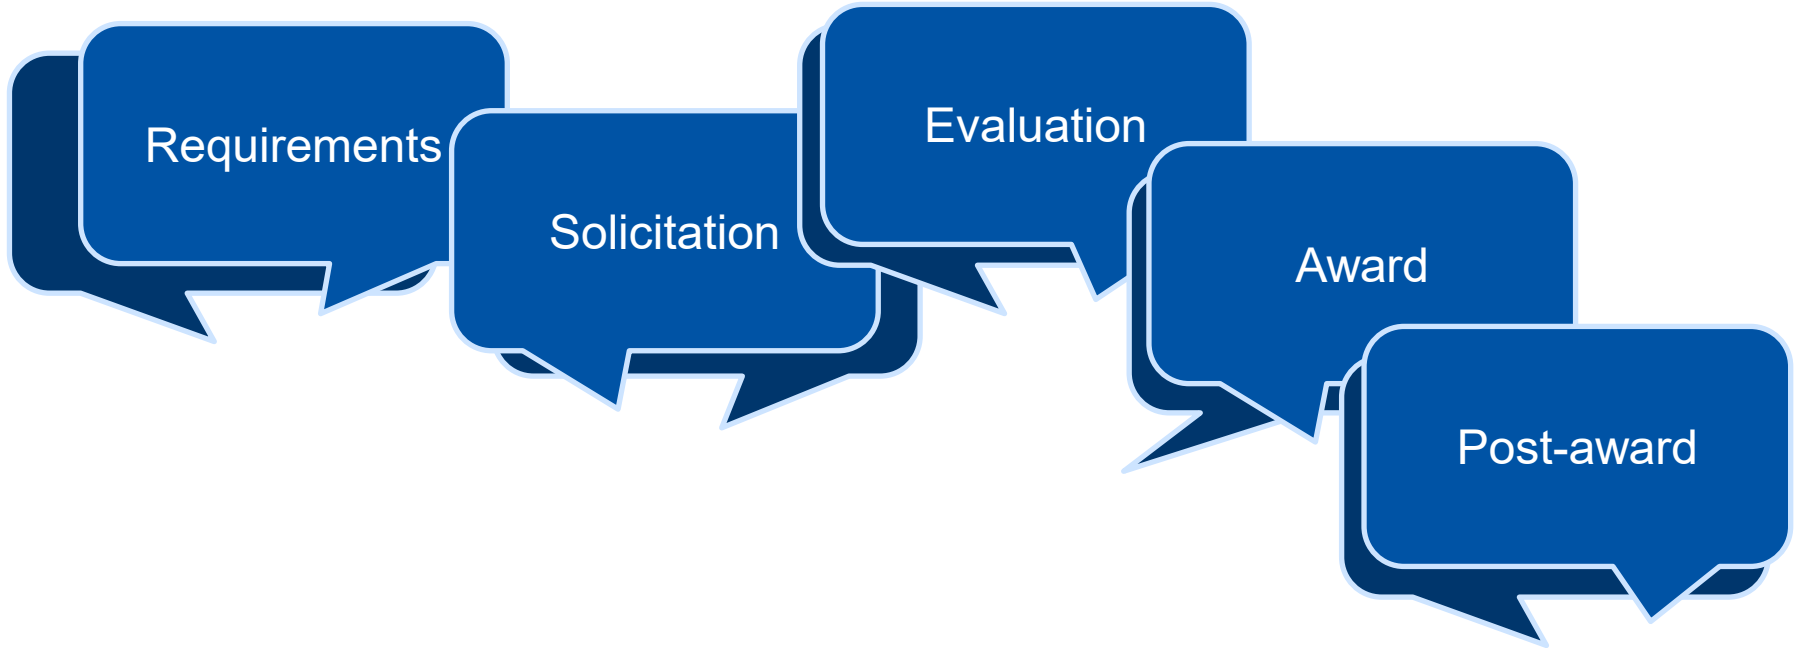 Requirements
Solicitation
Evaluation
Award
Post-award